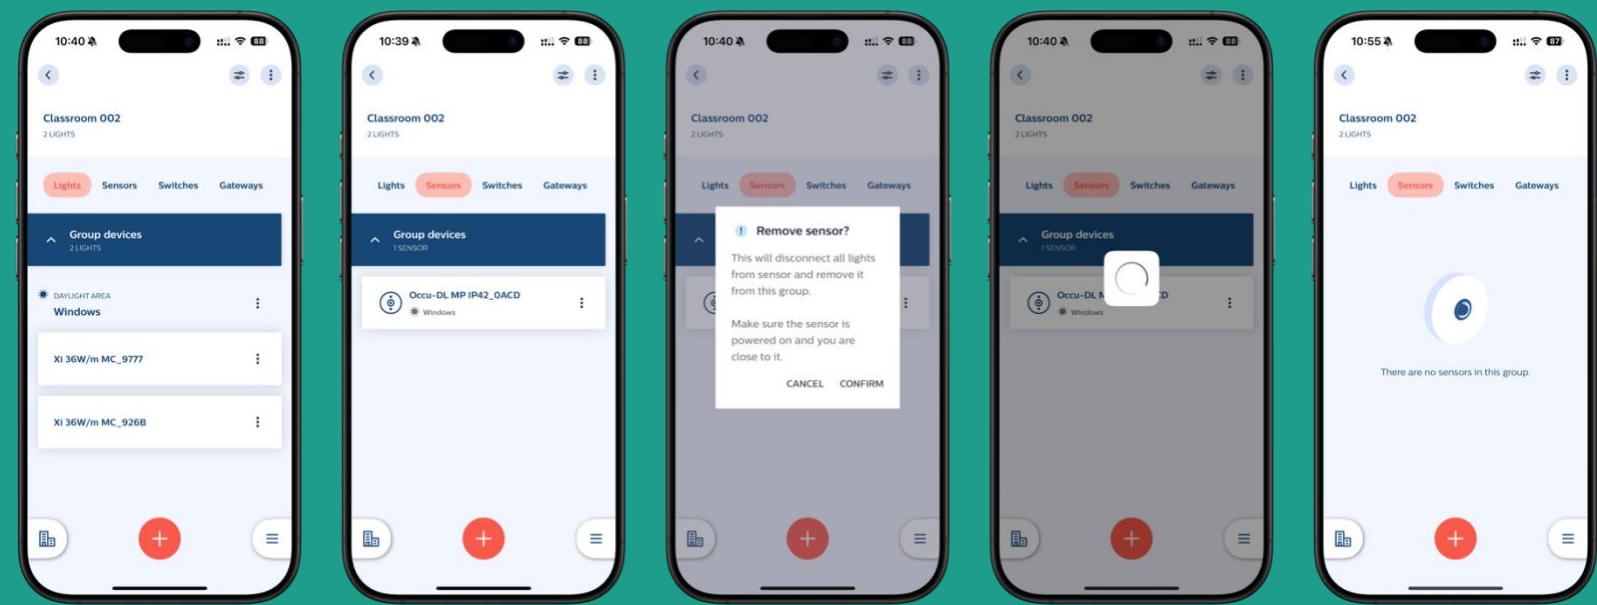 10:40
88
Classroom 002
2 LIGHTS
Lights Sensors Switches Gateways
Group devices
2 LIGHTS
DAYLIGHT AREA
Windows
Xi 36W/m MC_9777
Xi 36W/m MC_926B
10:39
88
Classroom 002
2 LIGHTS
Lights Sensors Switches Gateways
Group devices
1 SENSOR
Occu-DL MP IP42_0ACD
Windows
10:40
88
Classroom 002
2 LIGHTS
Lights Sensors Switches Gateways
Remove sensor?
This will disconnect all lights
from sensor and remove it
from this group.
Make sure the sensor is
powered on and you are
close to it.
CANCEL CONFIRM
10:40
88
Classroom 002
2 LIGHTS
Lights Sensors Switches Gateways
Group devices
1 SENSOR
Occu-DL M CD
Windows
10:55
87
Classroom 002
2 LIGHTS
Lights Sensors Switches Gateways
There are no sensors in this group.